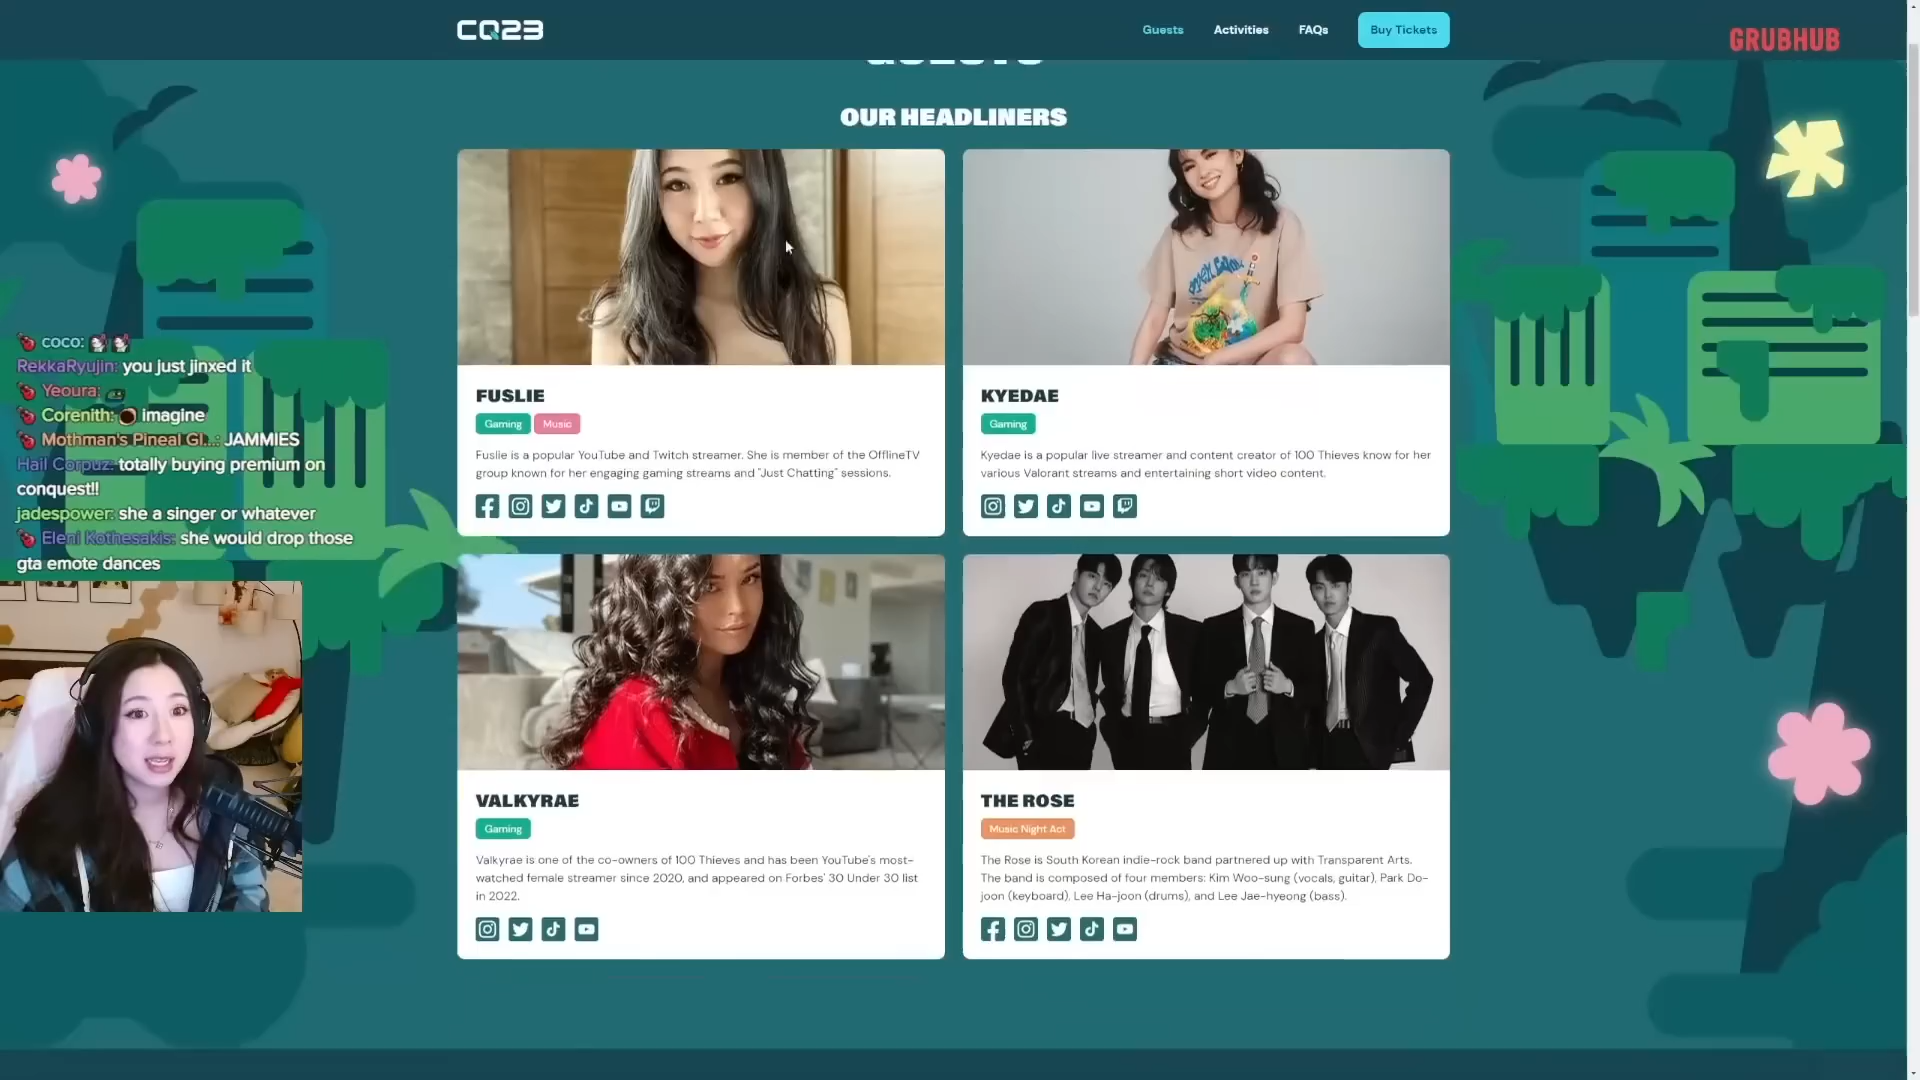 CQ23
Guests
Activities
FAQs
Buy Tickets
GRUBHUB
GUESTS
OUR HEADLINERS
FUSLIE
Gaming
Music
Fuslie is a popular YouTube and Twitch streamer. She is member of the OfflineTV
group known for her engaging gaming streams and "Just Chatting" sessions.
KYEDAE
Gaming
Kyedae is a popular live streamer and content creator of 100 Thieves know for her
various Valorant streams and entertaining short video content.
VALKYRAE
Gaming
Valkyrae is one of the co-owners of 100 Thieves and has been YouTube's most-
watched female streamer since 2020, and appeared on Forbes' 30 Under 30 list
in 2022.
THE ROSE
Music Night Act
The Rose is South Korean indie-rock band partnered up with Transparent Arts.
The band is composed of four members: Kim Woo-sung (vocals, guitar), Park Do-
joon (keyboard), Lee Ha-joon (drums), and Lee Jae-hyeong (bass).
coco:
RekkaRyujin: you just jinxed it
Yeoura:
Corenith: imagine
Mothman's Pineal Gl...: JAMMIES
Hail Corpuz: totally buying premium on
conquest!!
jadespower: she a singer or whatever
Eleni Kothesakis: she would drop those
gta emote dances